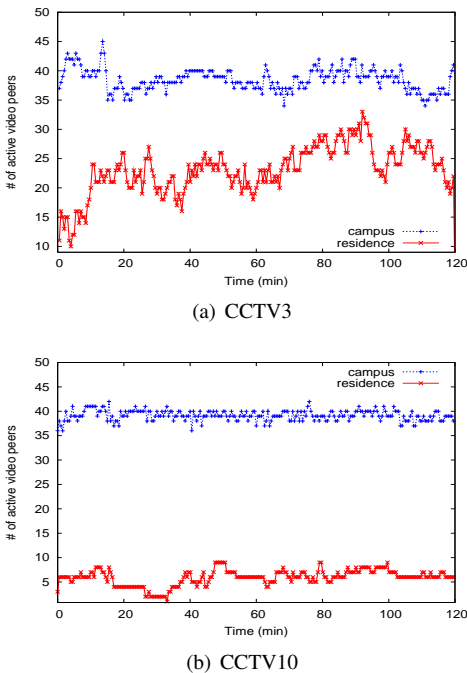 50
45
40
35
30
25
20
15
10
# of active video peers
campus
residence
0 20 40 60 80 100 120
Time (min)
(a) CCTV3
50
45
40
35
30
25
20
15
10
5
# of active video peers
campus
residence
0 20 40 60 80 100 120
Time (min)
(b) CCTV10